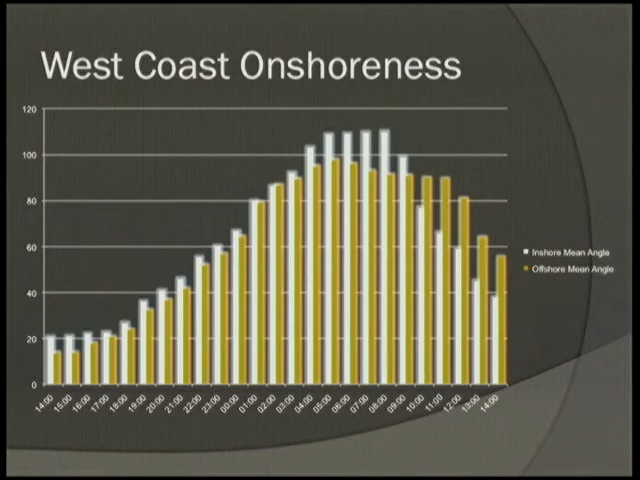 West Coast Onshoreness
120
100
80
60
40
20
0
14:00 15:00 16:00 17:00 18:00 19:00 20:00 21:00 22:00 23:00 00:00 01:00 02:00 03:00 04:00 05:00 06:00 07:00 08:00 09:00 10:00 11:00 12:00 13:00 14:00
Inshore Mean Angle
Offshore Mean Angle